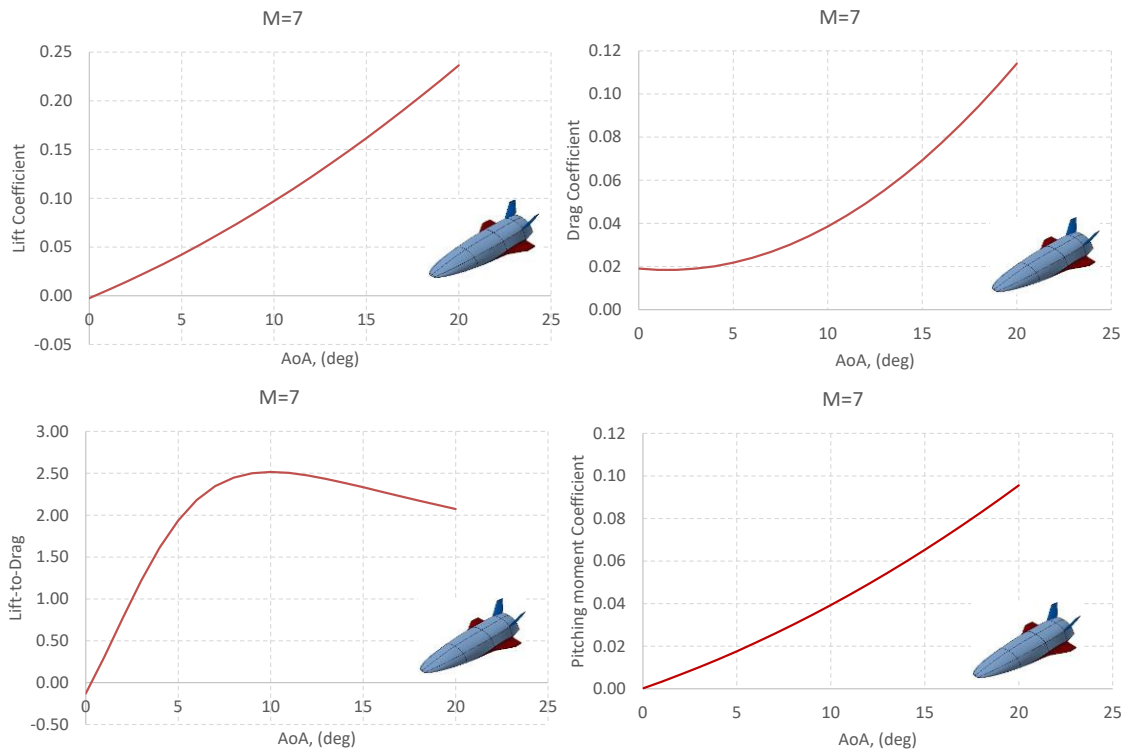 M=7
0.25
0.20
0.15
0.10
0.05
0.00
-0.05
0 5 10 15 20 25
Lift Coefficient
AoA, (deg)
M=7
0.12
0.10
0.08
0.06
0.04
0.02
0.00
0 5 10 15 20 25
Drag Coefficient
AoA, (deg)
M=7
3.00
2.50
2.00
1.50
1.00
0.50
0.00
-0.50
0 5 10 15 20 25
Lift-to-Drag
AoA, (deg)
M=7
0.12
0.10
0.08
0.06
0.04
0.02
0.00
0 5 10 15 20 25
Pitching moment Coefficient
AoA, (deg)